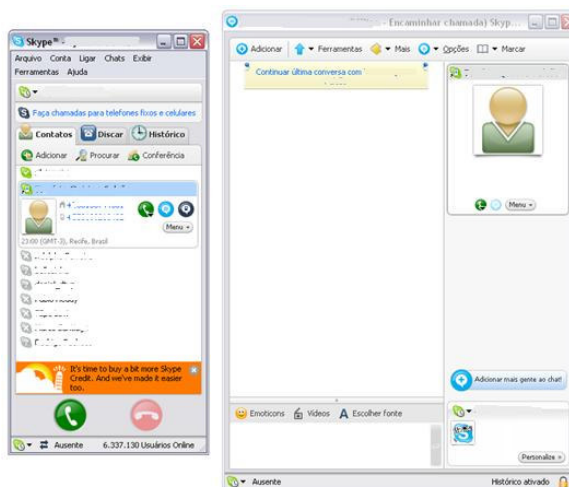 Skype®
Arquivo Conta Ligar Chats Exibir
Ferramentas Ajuda
Faça chamadas para telefones fixos e celulares
Contatos Discar Histórico
Adicionar Procurar Conferência
Menu
23:00 (GMT-3), Recife, Brasil
It's time to buy a bit more Skype
Credit. And we've made it easier
too.
Ausente 6.337.130 Usuários Online
- Encaminhar chamada) Skyp...
Adicionar Ferramentas Mais Opções Marcar
Continuar última conversa com
Menu
Adicionar mais gente ao chat!
Emoticons Vídeos A Escolher fonte
Personalize »
Ausente Histórico ativado